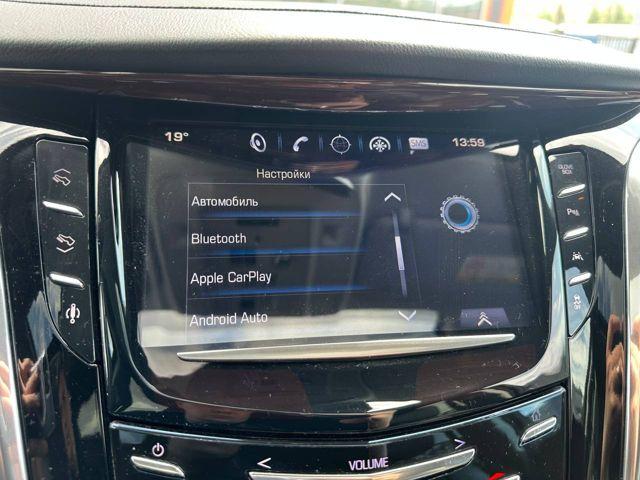 19° SMS 13:59
Настройки
Автомобиль
Bluetooth
Apple CarPlay
Android Auto
GLOVE
BOX
VOLUME